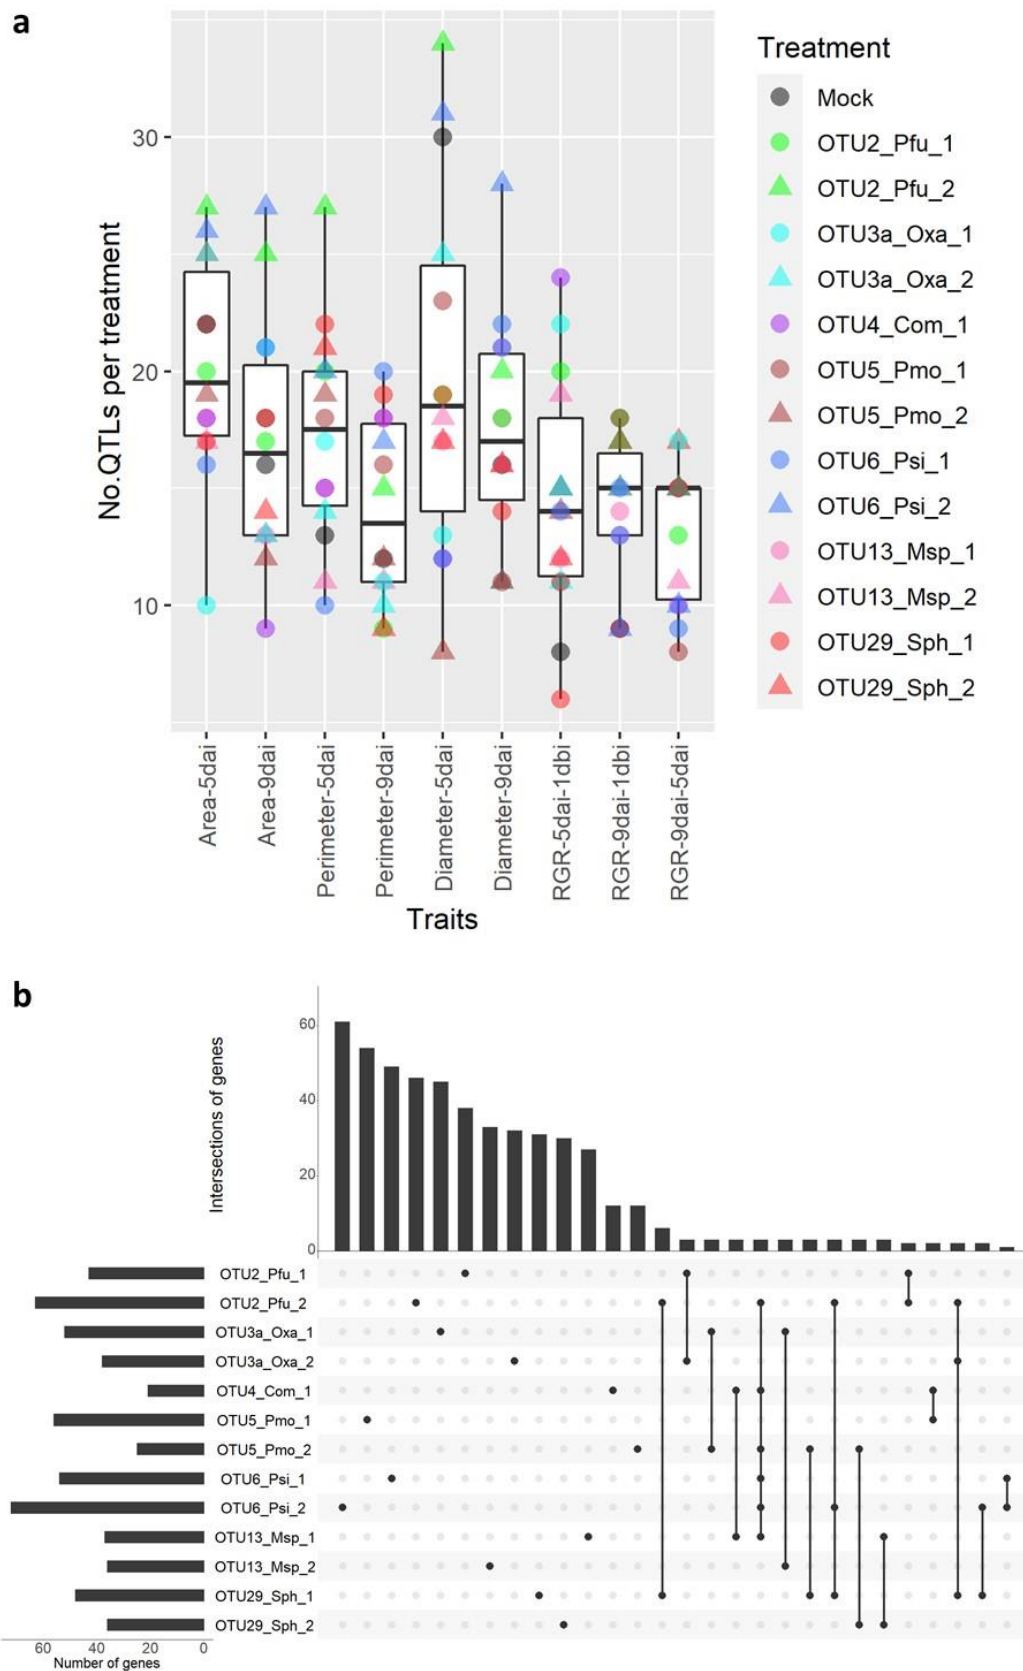 a
Treatment
Mock
OTU2_Pfu_1
OTU2_Pfu_2
OTU3a_Oxa_1
OTU3a_Oxa_2
OTU4_Com_1
OTU5_Pmo_1
OTU5_Pmo_2
OTU6_Psi_1
OTU6_Psi_2
OTU13_Msp_1
OTU13_Msp_2
OTU29_Sph_1
OTU29_Sph_2
No.QTLs per treatment
30
20
10
Area-5dai
Area-9dai
Perimeter-5dai
Perimeter-9dai
Diameter-5dai
Diameter-9dai
RGR-5dai-1dbi
RGR-9dai-1dbi
RGR-9dai-5dai
Traits
b
Intersections of genes
60
40
20
0
OTU2_Pfu_1
OTU2_Pfu_2
OTU3a_Oxa_1
OTU3a_Oxa_2
OTU4_Com_1
OTU5_Pmo_1
OTU5_Pmo_2
OTU6_Psi_1
OTU6_Psi_2
OTU13_Msp_1
OTU13_Msp_2
OTU29_Sph_1
OTU29_Sph_2
60 40 20 0
Number of genes